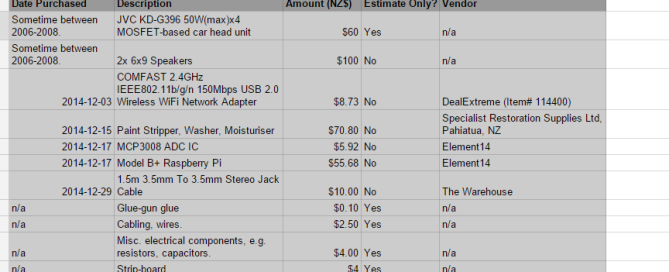 Date Purchased Description Amount (NZ$) Estimate Only? Vendor
Sometime between JVC KD-G396 50W(max)x4
2006-2008. MOSFET-based car head unit $60 Yes n/a
Sometime between
2006-2008. 2x 6x9 Speakers $100 No n/a
COMFAST 2.4GHz
IEEE802.11b/g/n 150Mbps USB 2.0
2014-12-03 Wireless WiFi Network Adapter $8.73 No DealExtreme (Item# 114400)
Specialist Restoration Supplies Ltd,
2014-12-15 Paint Stripper, Washer, Moisturiser $70.80 No Pahiatua, NZ
2014-12-17 MCP3008 ADC IC $5.92 No Element14
2014-12-17 Model B+ Raspberry Pi $55.68 No Element14
1.5m 3.5mm To 3.5mm Stereo Jack
2014-12-29 Cable $10.00 No The Warehouse
n/a Glue-gun glue $0.10 Yes n/a
n/a Cabling, wires. $2.50 Yes n/a
Misc. electrical components, e.g.
n/a resistors, capacitors. $4.00 Yes n/a
n/a Strip-board $4 Yes n/a